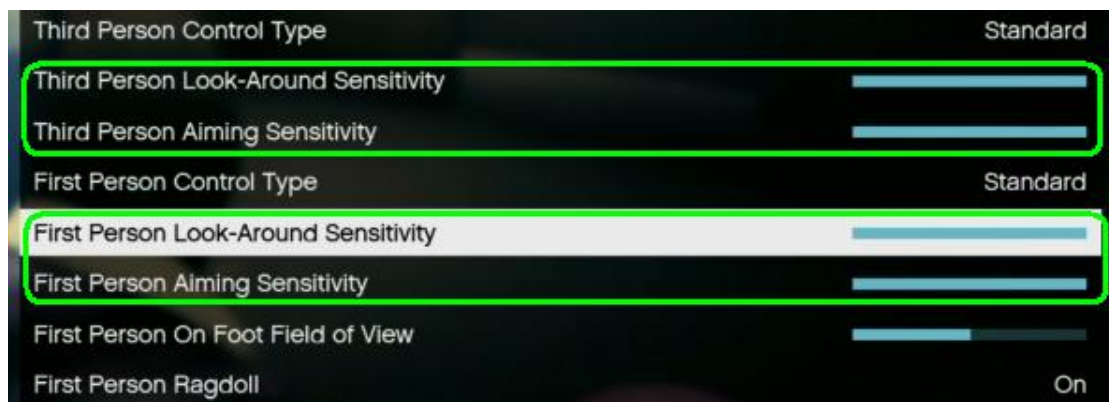 Third Person Control Type Standard
Third Person Look-Around Sensitivity
Third Person Aiming Sensitivity
First Person Control Type Standard
First Person Look-Around Sensitivity
First Person Aiming Sensitivity
First Person On Foot Field of View
First Person Ragdoll On